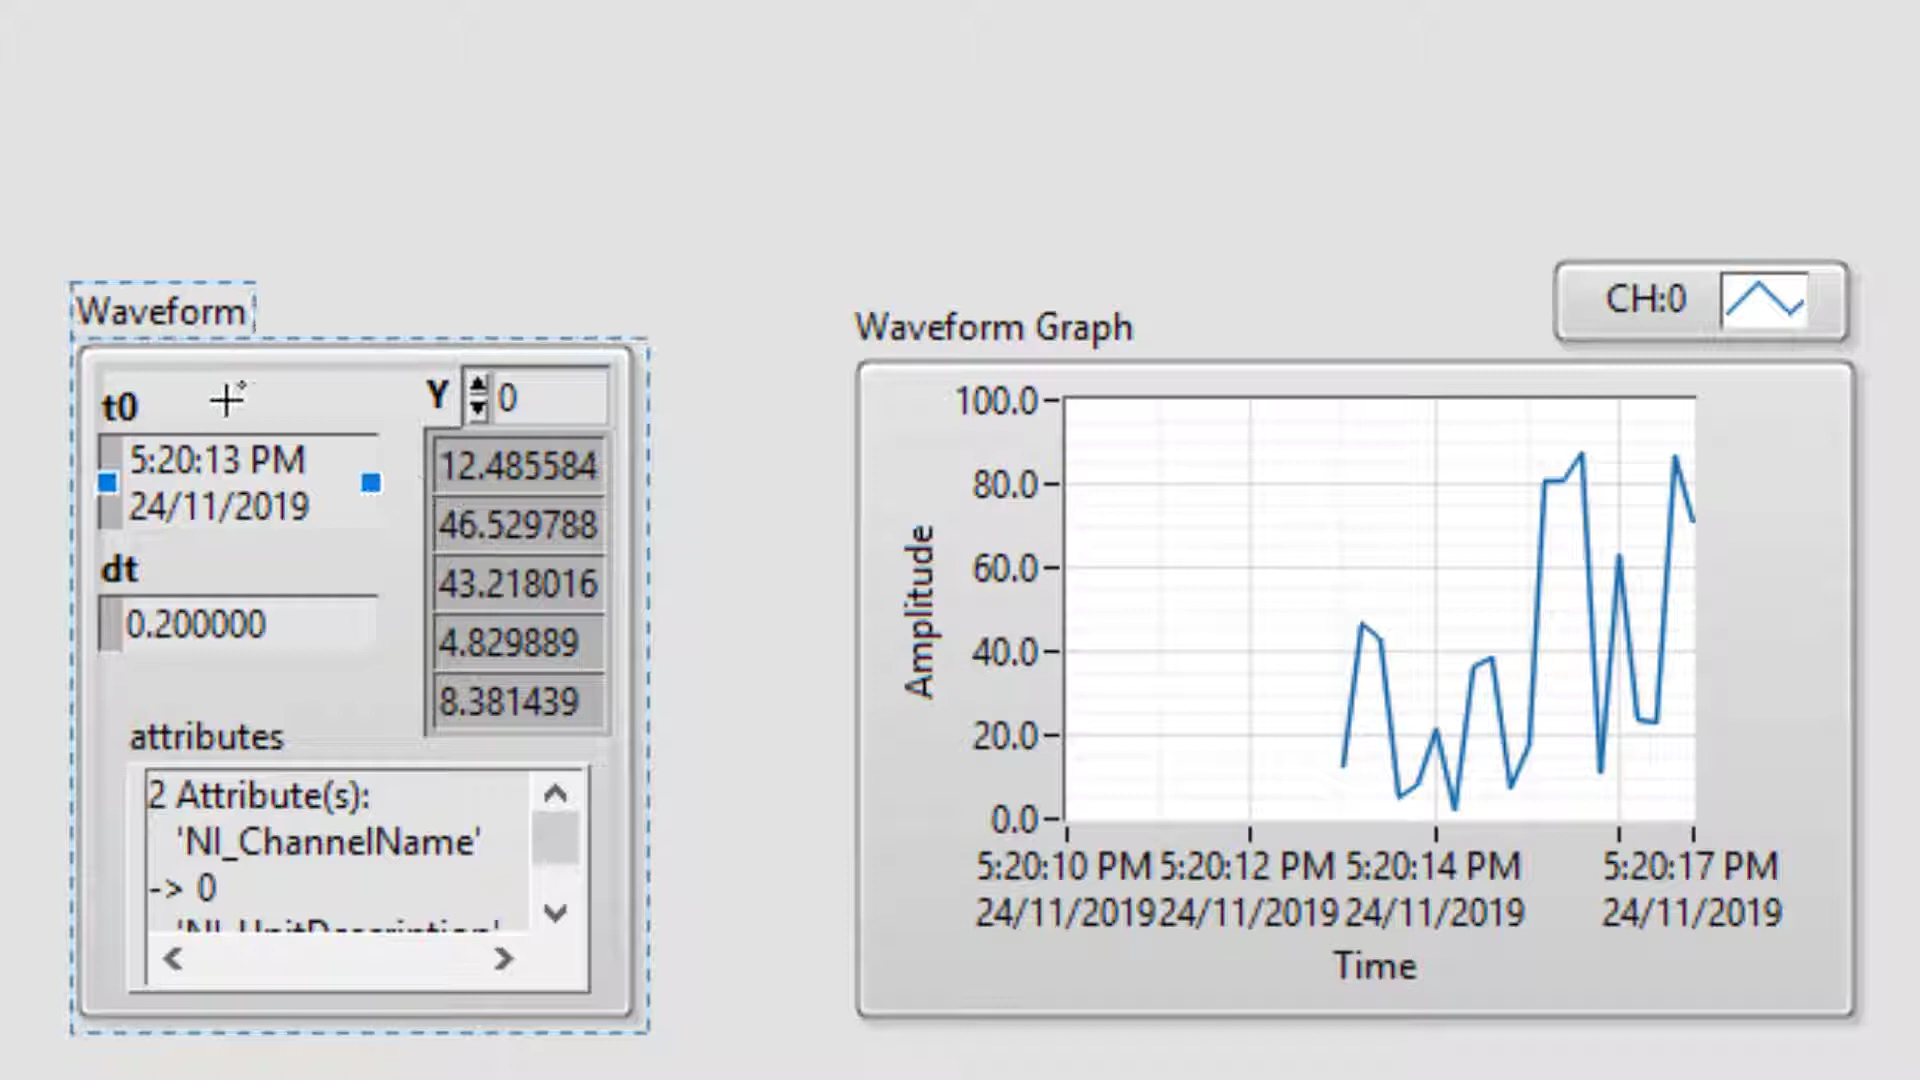 Waveform
t0
5:20:13 PM
24/11/2019
dt
0.200000
Y 0
12.485584
46.529788
43.218016
4.829889
8.381439
attributes
2 Attribute(s):
'NI_ChannelName'
-> 0
'NI_UnitDescription'
Waveform Graph
CH:0
Amplitude
100.0
80.0
60.0
40.0
20.0
0.0
5:20:10 PM 5:20:12 PM 5:20:14 PM 5:20:17 PM
24/11/2019 24/11/2019 24/11/2019 24/11/2019
Time